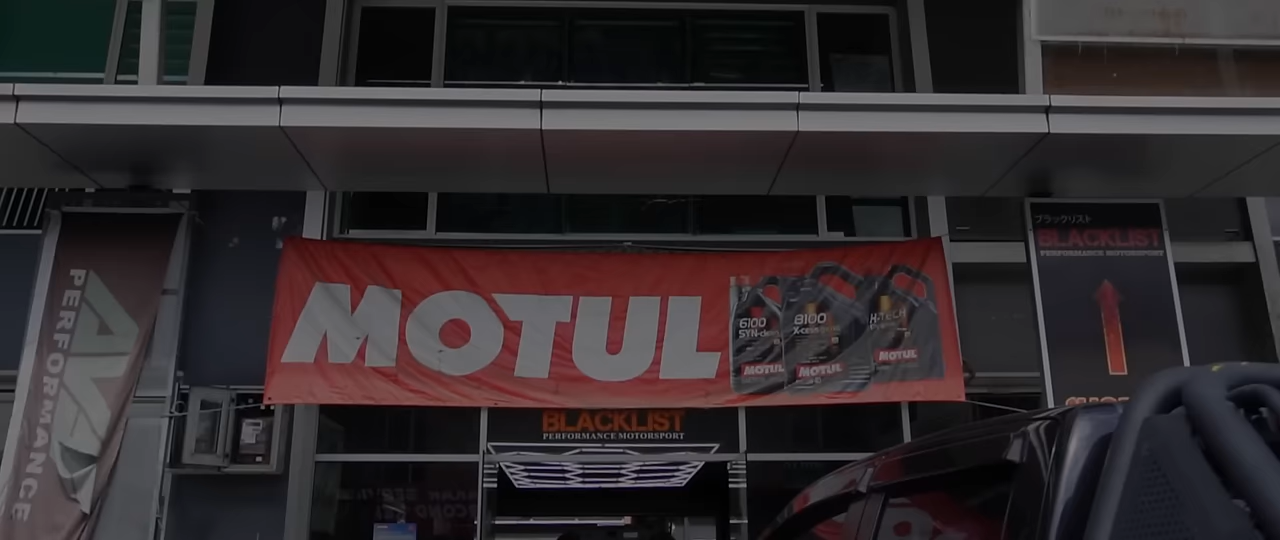 PERFORMANCE
MOTUL
6100
SYN-clean
8100
X-cess
H-TECH
MOTUL
MOTUL
MOTUL
ブラックリスト
BLACKLIST
PERFORMANCE MOTORSPORT
BLACKLIST
PERFORMANCE MOTORSPORT